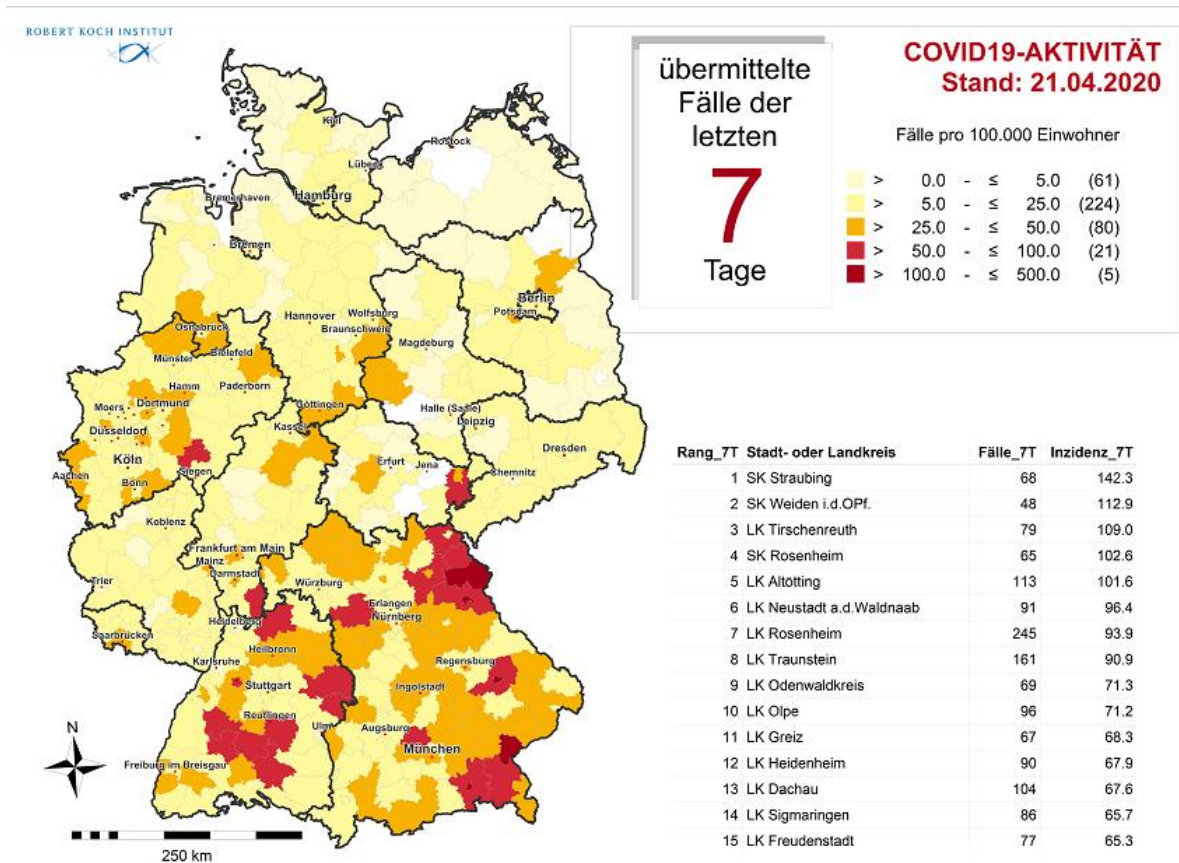 ROBERT KOCH INSTITUT
übermittelte
Fälle der
letzten
7
Tage
COVID19-AKTIVITÄT
Stand: 21.04.2020
Fälle pro 100.000 Einwohner
> 0.0 - ≤ 5.0 (61)
> 5.0 - ≤ 25.0 (224)
> 25.0 - ≤ 50.0 (80)
> 50.0 - ≤ 100.0 (21)
> 100.0 - ≤ 500.0 (5)
Kiel
Rostock
Lübeck
Bremerhaven
Hamburg
Bremen
Berlin
Potsdam
Hannover
Wolfsburg
Braunschweig
Osnabrück
Bielefeld
Magdeburg
Münster
Hamm
Paderborn
Moers
Dortmund
Göttingen
Halle (Saale)
Leipzig
Düsseldorf
Kassel
Dresden
Köln
Siegen
Erfurt
Jena
Chemnitz
Aachen
Bonn
Koblenz
Frankfurt am Main
Mainz
Darmstadt
Trier
Würzburg
Erlangen
Nürnberg
Heidelberg
Saarbrücken
Heilbronn
Karlsruhe
Regensburg
Stuttgart
Ingolstadt
Reutlingen
Ulm
Augsburg
München
Freiburg im Breisgau
N
250 km
Rang_7T Stadt- oder Landkreis Fälle_7T Inzidenz_7T
1 SK Straubing 68 142.3
2 SK Weiden i.d.OPf. 48 112.9
3 LK Tirschenreuth 79 109.0
4 SK Rosenheim 65 102.6
5 LK Altötting 113 101.6
6 LK Neustadt a.d.Waldnaab 91 96.4
7 LK Rosenheim 245 93.9
8 LK Traunstein 161 90.9
9 LK Odenwaldkreis 69 71.3
10 LK Olpe 96 71.2
11 LK Greiz 67 68.3
12 LK Heidenheim 90 67.9
13 LK Dachau 104 67.6
14 LK Sigmaringen 86 65.7
15 LK Freudenstadt 77 65.3